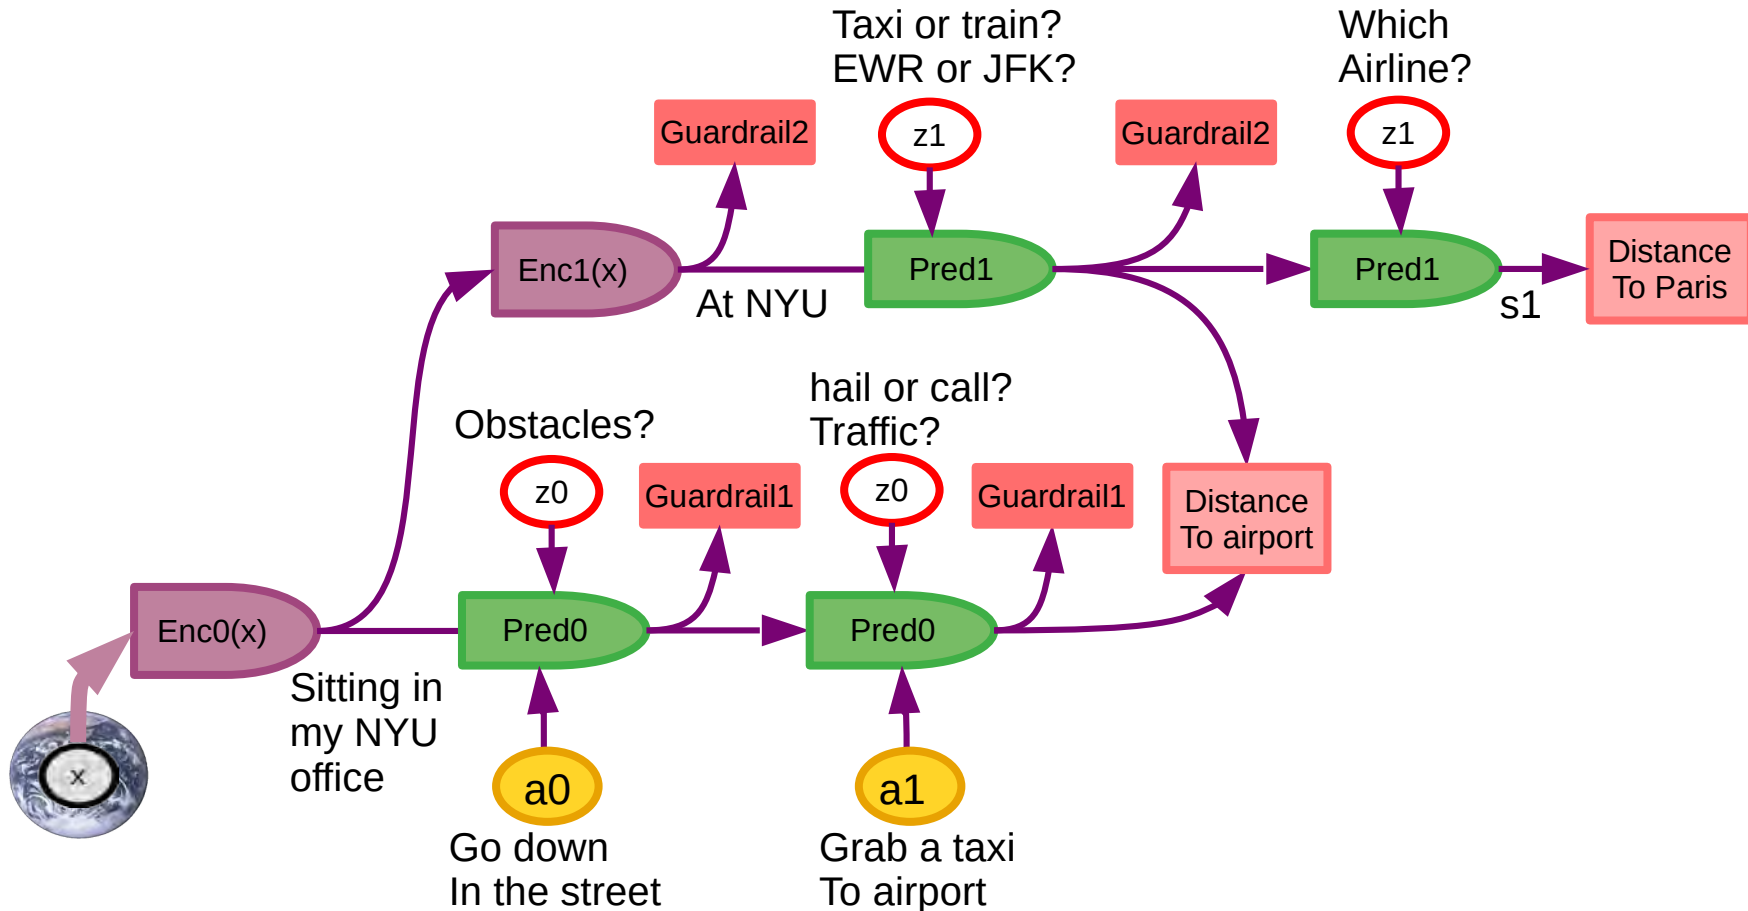 Taxi or train?
EWR or JFK?
Which
Airline?
Guardrail2
z1
Guardrail2
z1
Enc1(x)
At NYU
Pred1
Pred1
s1
Distance
To Paris
Obstacles?
hail or call?
Traffic?
z0
Guardrail1
z0
Guardrail1
Distance
To airport
Enc0(x)
Sitting in
my NYU
office
Pred0
Pred0
x
a0
Go down
In the street
a1
Grab a taxi
To airport